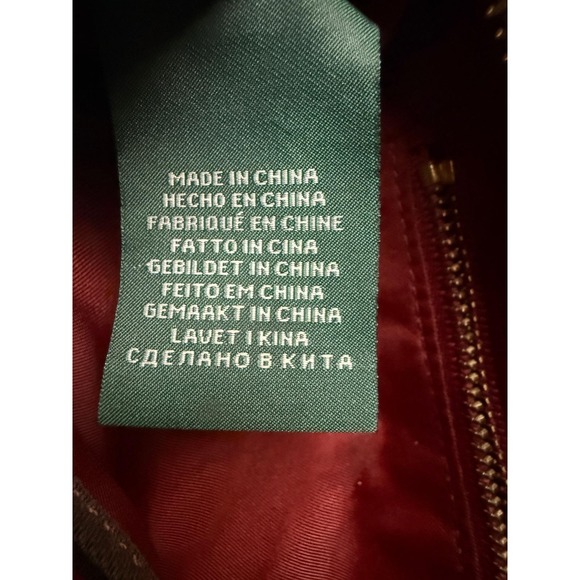 MADE IN CHINA
HECHO EN CHINA
FABRIQUÉ EN CHINE
FATTO IN CINA
GEBILDET IN CHINA
FEITO EM CHINA
GEMAAKT IN CHINA
LAVET I KINA
СДЕЛАНО В КИТА